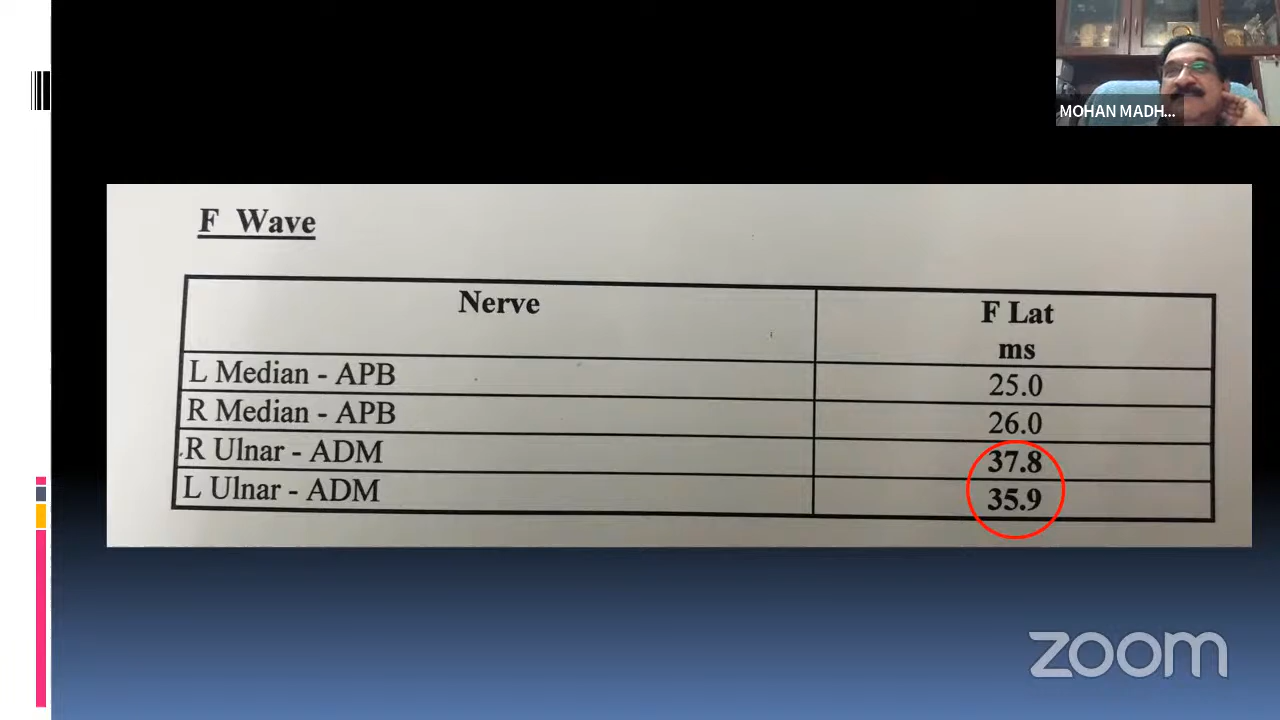 MOHAN MADH...
F Wave
Nerve F Lat
ms
L Median - APB 25.0
R Median - APB 26.0
R Ulnar - ADM 37.8
L Ulnar - ADM 35.9
zoom